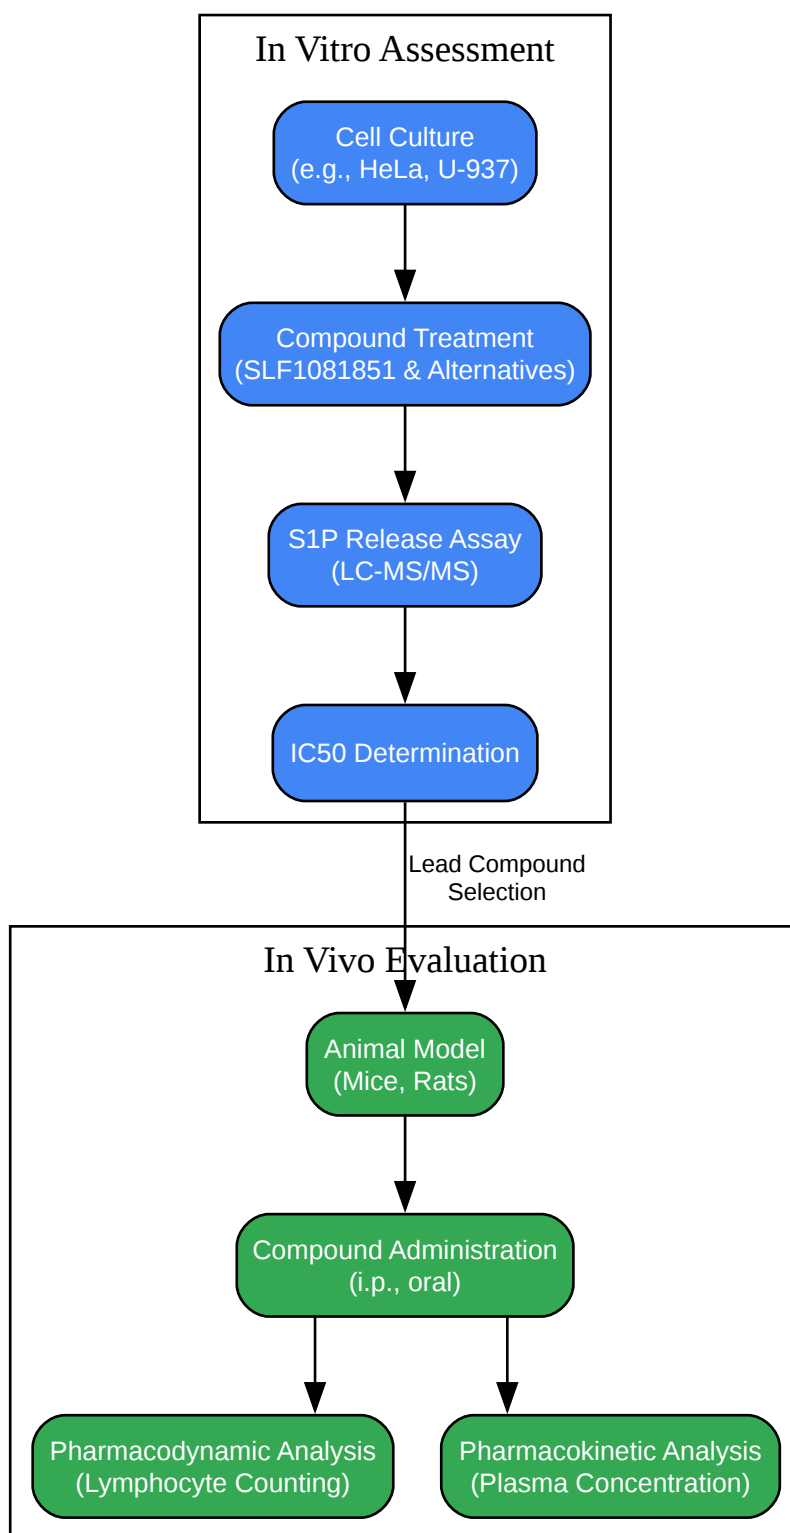 In Vitro Assessment
Cell Culture
(e.g., HeLa, U-937)
Compound Treatment
(SLF1081851 & Alternatives)
S1P Release Assay
(LC-MS/MS)
IC50 Determination
Lead Compound
Selection
In Vivo Evaluation
Animal Model
(Mice, Rats)
Compound Administration
(i.p., oral)
Pharmacodynamic Analysis
(Lymphocyte Counting)
Pharmacokinetic Analysis
(Plasma Concentration)